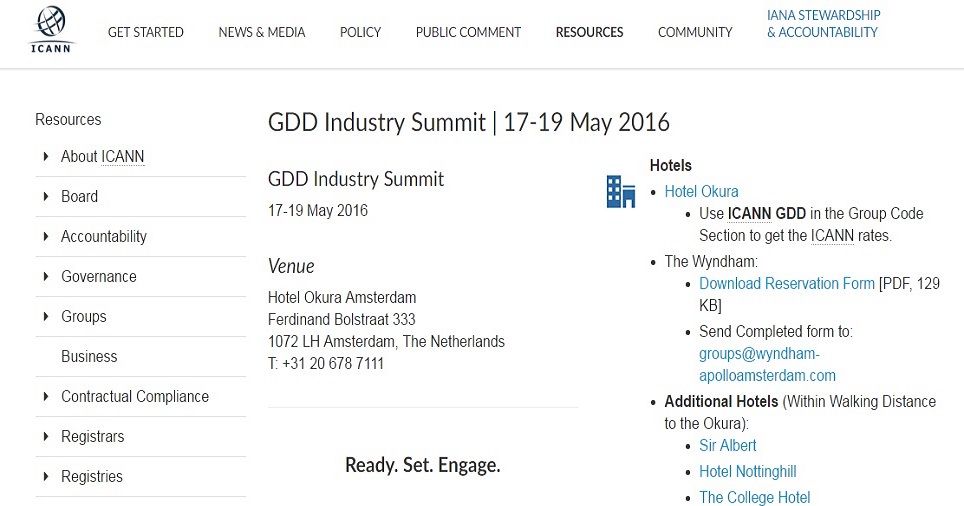 ICANN
GET STARTED
NEWS & MEDIA
POLICY
PUBLIC COMMENT
RESOURCES
COMMUNITY
IANA STEWARDSHIP
& ACCOUNTABILITY
Resources
About ICANN
Board
Accountability
Governance
Groups
Business
Contractual Compliance
Registrars
Registries
GDD Industry Summit | 17-19 May 2016
GDD Industry Summit
17-19 May 2016
Venue
Hotel Okura Amsterdam
Ferdinand Bolstraat 333
1072 LH Amsterdam, The Netherlands
T: +31 20 678 7111
Ready. Set. Engage.
Hotels
Hotel Okura
Use ICANN GDD in the Group Code
Section to get the ICANN rates.
The Wyndham:
Download Reservation Form [PDF, 129
KB]
Send Completed form to:
groups@wyndham-
apolloamsterdam.com
Additional Hotels (Within Walking Distance
to the Okura):
Sir Albert
Hotel Nottinghill
The College Hotel